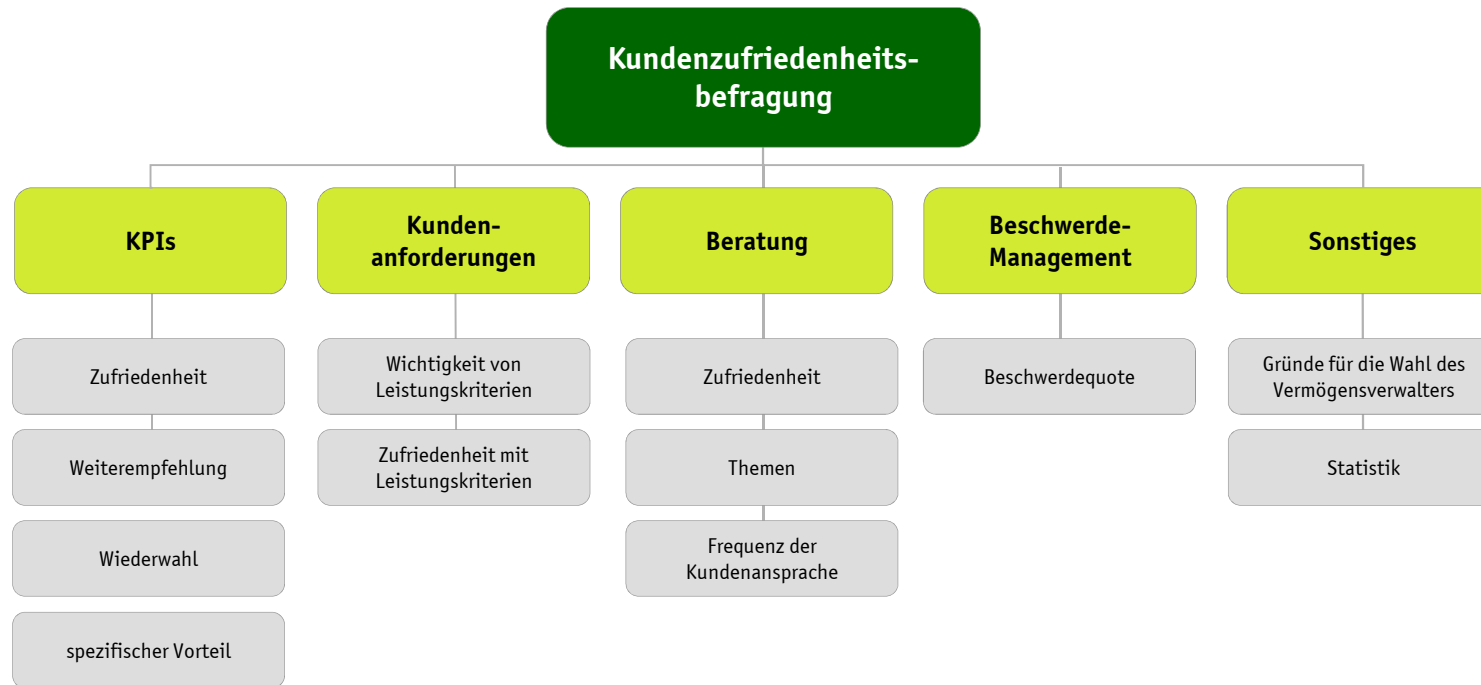 Kundenzufriedenheits-
befragung
KPIs
Kunden-
anforderungen
Beratung
Beschwerde-
Management
Sonstiges
Zufriedenheit
Weiterempfehlung
Wiederwahl
spezifischer Vorteil
Wichtigkeit von
Leistungskriterien
Zufriedenheit mit
Leistungskriterien
Zufriedenheit
Themen
Frequenz der
Kundenansprache
Beschwerdequote
Gründe für die Wahl des
Vermögensverwalters
Statistik